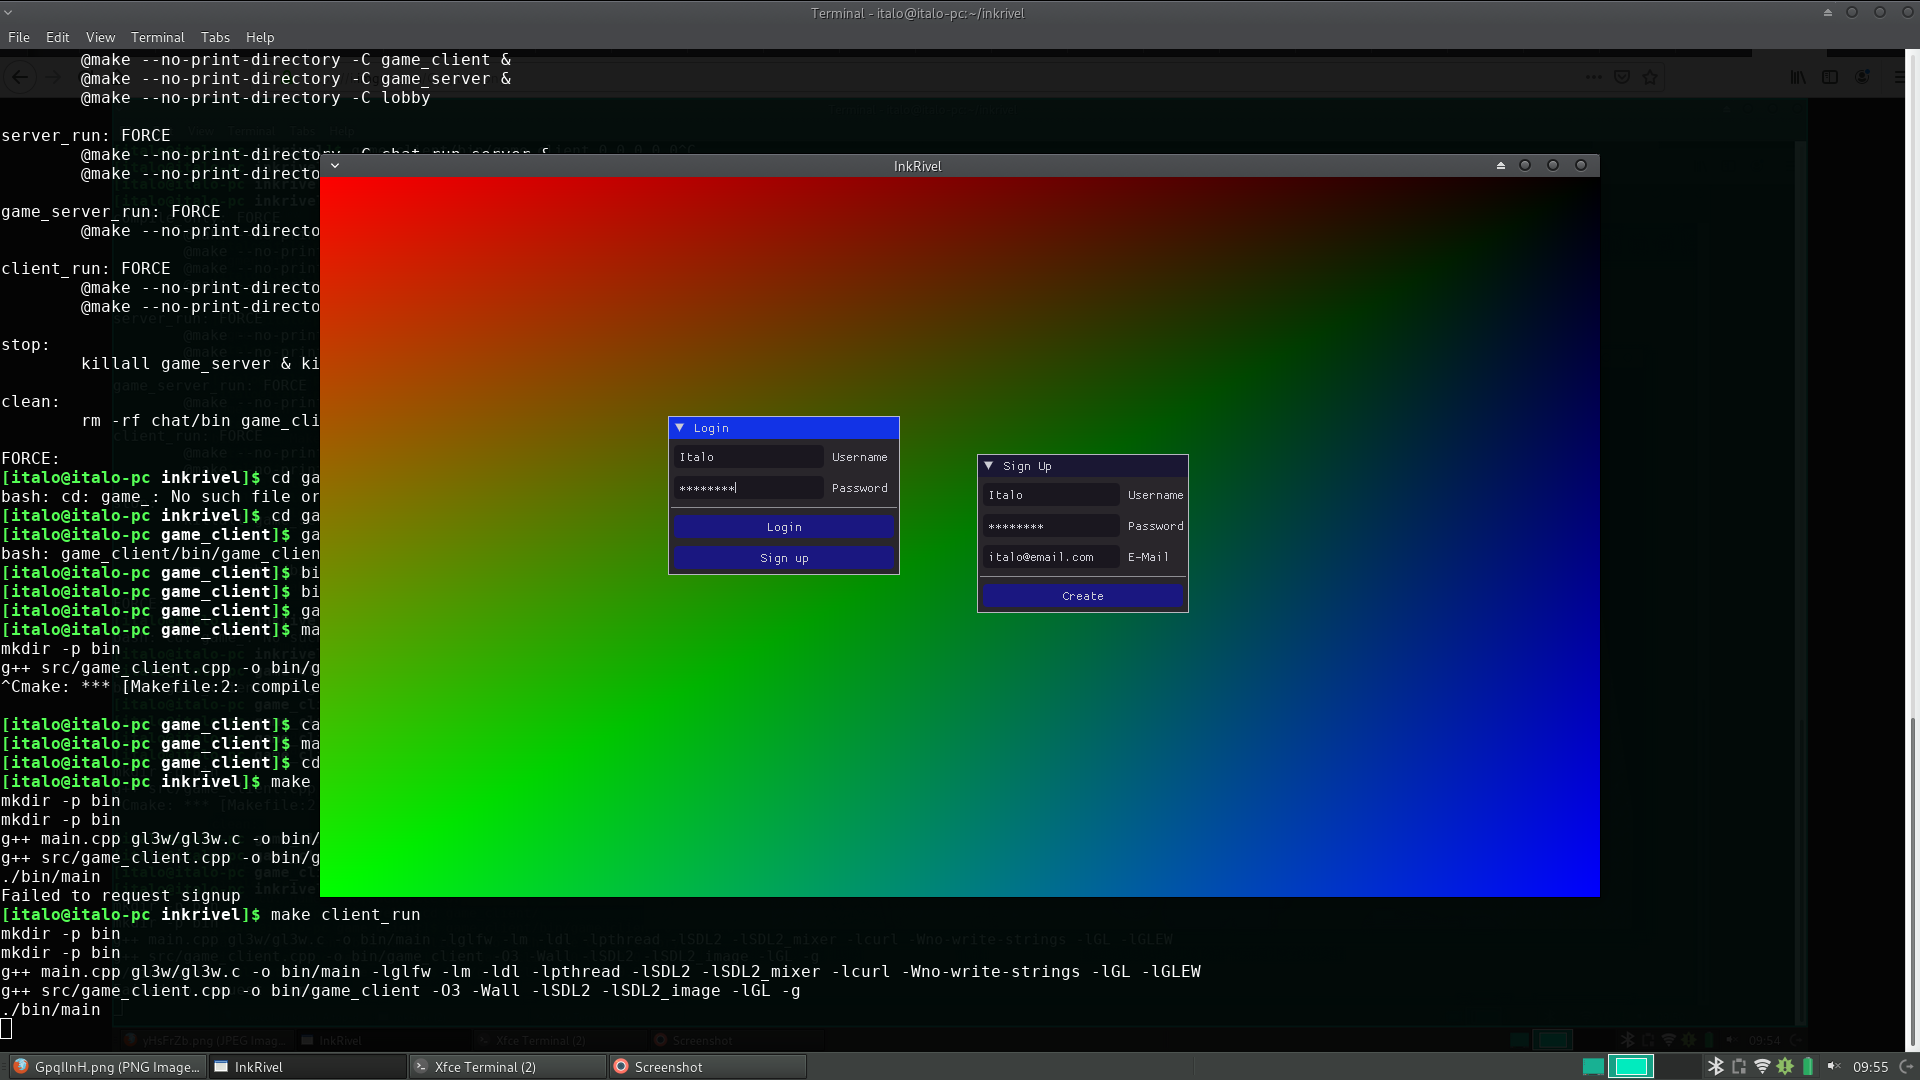 Terminal - italo@italo-pc:~/inkrivel
File Edit View Terminal Tabs Help
@make --no-print-directory -C game_client &
@make --no-print-directory -C game_server &
@make --no-print-directory -C lobby
server_run: FORCE
@make --no-print-directory -C chat run_server &
@make --no-print-directo
game_server_run: FORCE
@make --no-print-directo
client_run: FORCE
@make --no-print-directo
@make --no-print-directo
stop:
killall game_server & ki
clean:
rm -rf chat/bin game_cli
FORCE:
[italo@italo-pc inkrivel]$ cd ga
bash: cd: game_: No such file or
[italo@italo-pc inkrivel]$ cd ga
[italo@italo-pc game_client]$ ga
bash: game_client/bin/game_clien
[italo@italo-pc game_client]$ bi
[italo@italo-pc game_client]$ bi
[italo@italo-pc game_client]$ ga
[italo@italo-pc game_client]$ ma
mkdir -p bin
g++ src/game_client.cpp -o bin/g
^Cmake: *** [Makefile:2: compile
[italo@italo-pc game_client]$ ca
[italo@italo-pc game_client]$ ma
[italo@italo-pc game_client]$ cd
[italo@italo-pc inkrivel]$ make
mkdir -p bin
mkdir -p bin
g++ main.cpp gl3w/gl3w.c -o bin/
g++ src/game_client.cpp -o bin/g
./bin/main
Failed to request signup
[italo@italo-pc inkrivel]$ make client_run
mkdir -p bin
mkdir -p bin
g++ main.cpp gl3w/gl3w.c -o bin/main -lglfw -lm -ldl -lpthread -lSDL2 -lSDL2_mixer -lcurl -Wno-write-strings -lGL -lGLEW
g++ src/game_client.cpp -o bin/game_client -O3 -Wall -lSDL2 -lSDL2_image -lGL -g
./bin/main
InkRivel
Login
Italo Username
******** Password
Login
Sign up
Sign Up
Italo Username
******** Password
italo@email.com E-Mail
Create
GpqIlnH.png (PNG Image... InkRivel Xfce Terminal (2) Screenshot 09:55